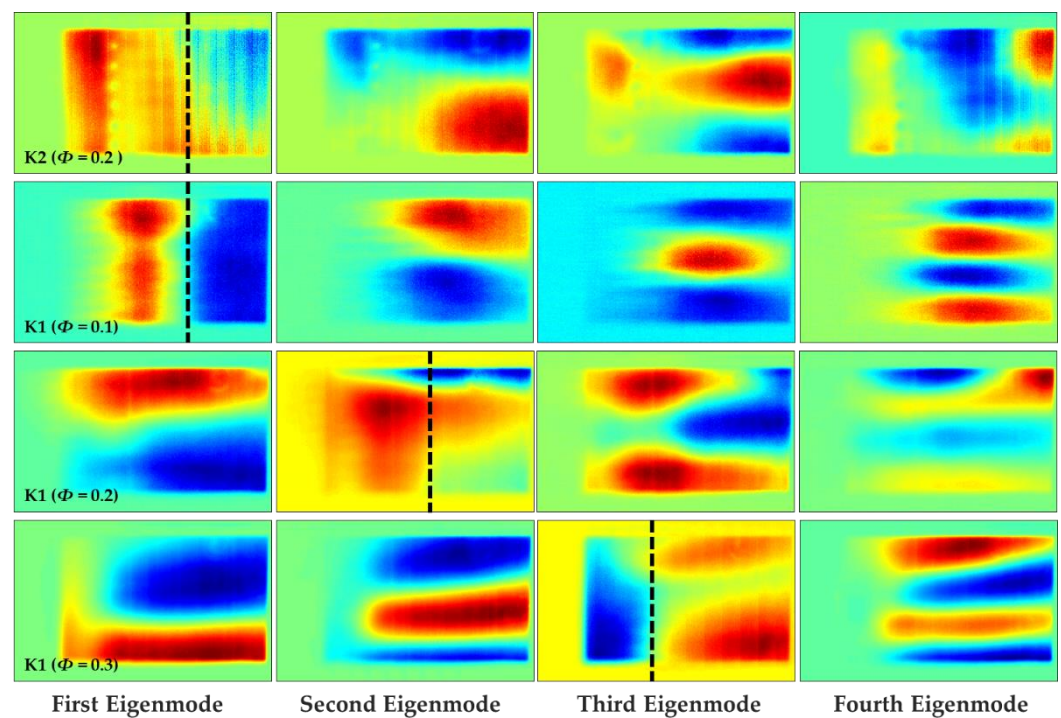 K2 (Φ = 0.2 )
K1 (Φ = 0.1)
K1 (Φ = 0.2)
K1 (Φ = 0.3)
First Eigenmode Second Eigenmode Third Eigenmode Fourth Eigenmode